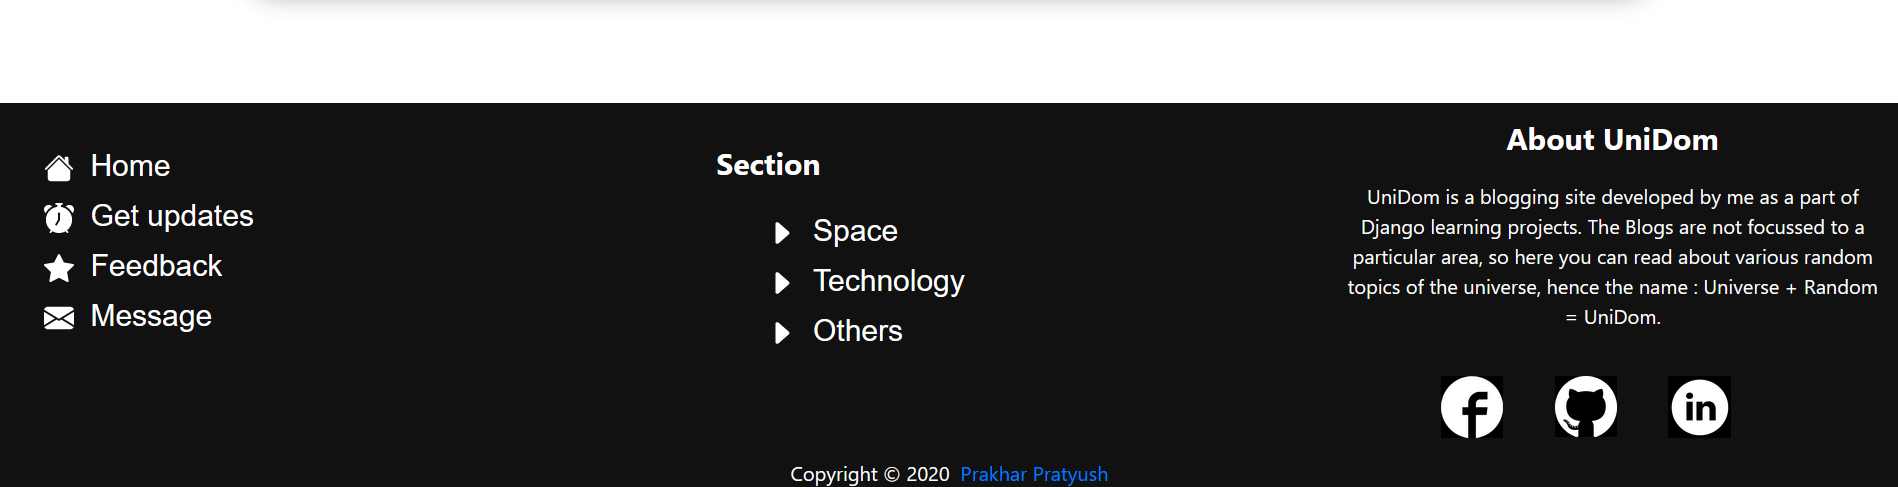 Home
Get updates
Feedback
Message
Section
Space
Technology
Others
About UniDom
UniDom is a blogging site developed by me as a part of
Django learning projects. The Blogs are not focussed to a
particular area, so here you can read about various random
topics of the universe, hence the name : Universe + Random
= UniDom.
f
in
Copyright © 2020 Prakhar Pratyush